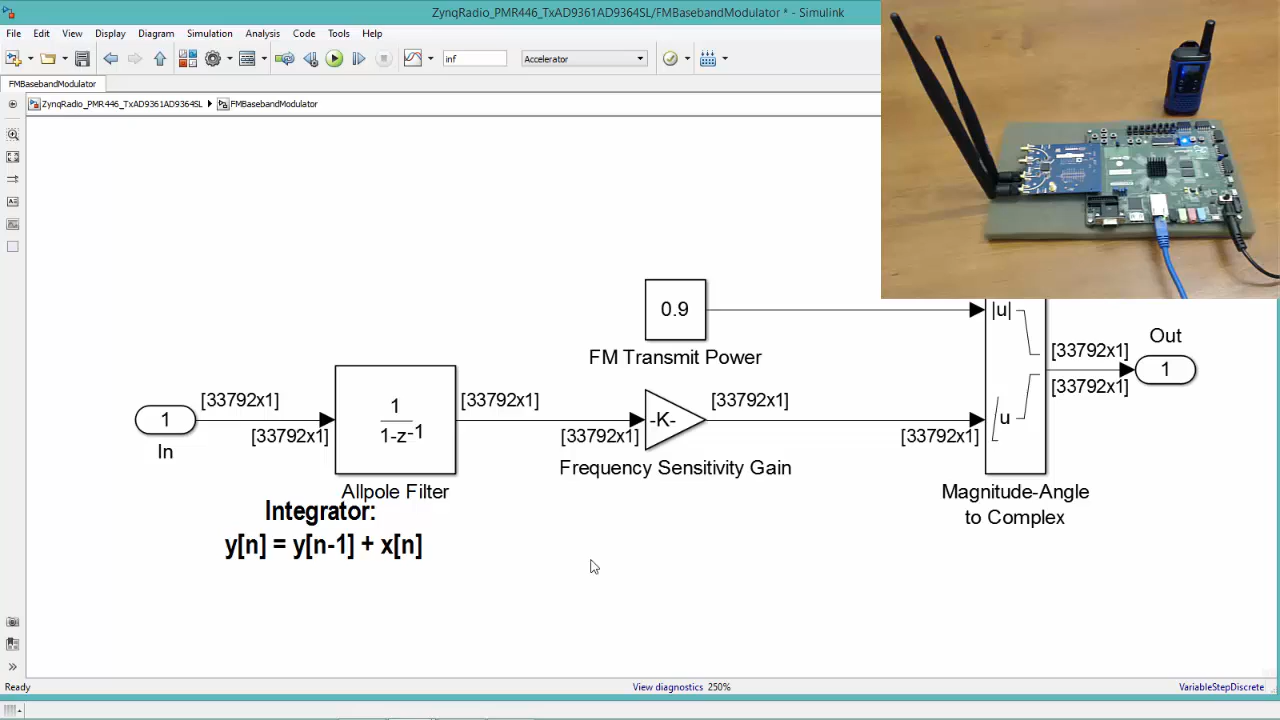 ZynqRadio_PMR446_TxAD9361AD9364SL/FMBasebandModulator * - Simulink
File Edit View Display Diagram Simulation Analysis Code Tools Help
inf
Accelerator
FMBasebandModulator
ZynqRadio_PMR446_TxAD9361AD9364SL FMBasebandModulator
0.9
|u|
FM Transmit Power
Out
[33792x1]
1
[33792x1]
1
In
[33792x1]
[33792x1]
1
1-z-1
Allpole Filter
[33792x1]
[33792x1]
-K-
Frequency Sensitivity Gain
[33792x1]
[33792x1]
u
Magnitude-Angle
to Complex
Integrator:
y[n] = y[n-1] + x[n]
Ready
View diagnostics 250%
VariableStepDiscrete